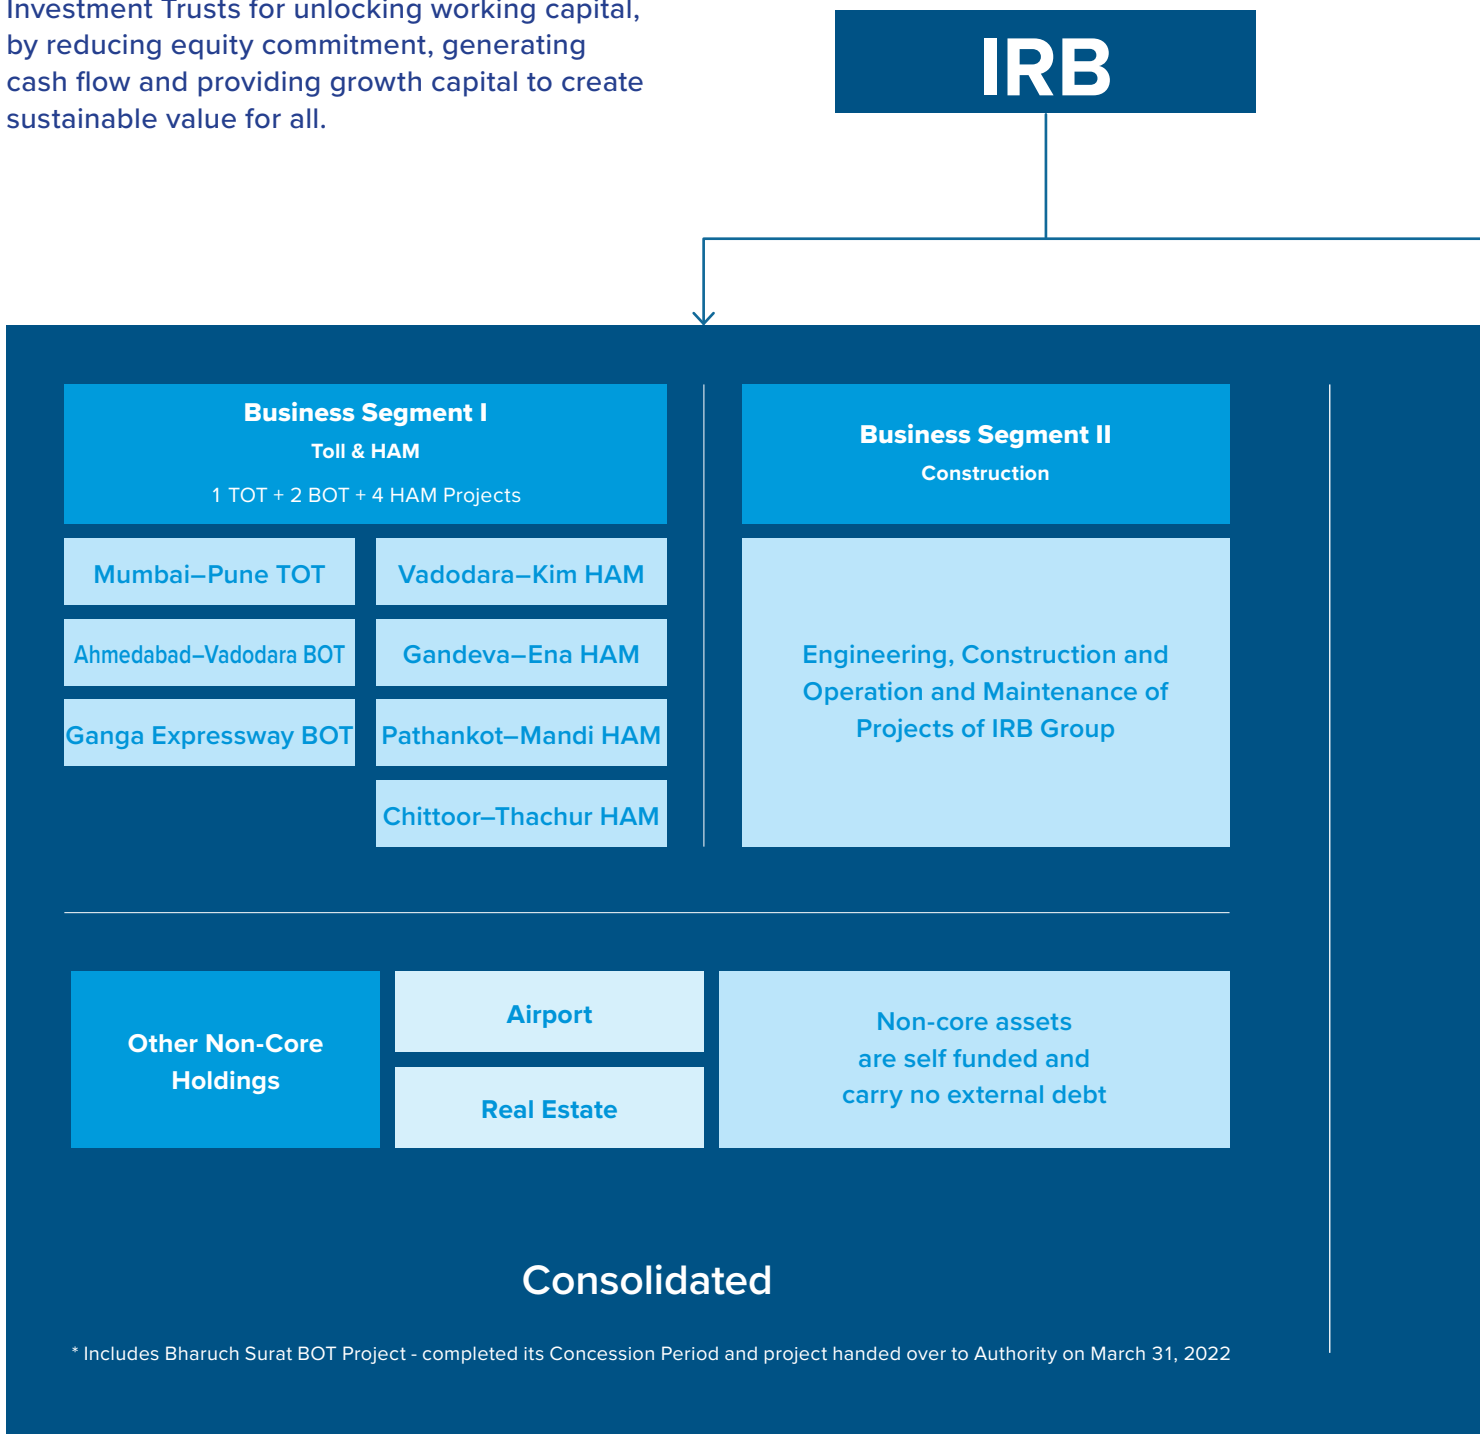 Investment Trusts for unlocking working capital,
by reducing equity commitment, generating
cash flow and providing growth capital to create
sustainable value for all.
IRB
Business Segment I
Toll & HAM
1 TOT + 2 BOT + 4 HAM Projects
Mumbai–Pune TOT
Ahmedabad–Vadodara BOT
Ganga Expressway BOT
Vadodara–Kim HAM
Gandeva–Ena HAM
Pathankot–Mandi HAM
Chittoor–Thachur HAM
Business Segment II
Construction
Engineering, Construction and
Operation and Maintenance of
Projects of IRB Group
Other Non-Core
Holdings
Airport
Real Estate
Non-core assets
are self funded and
carry no external debt
Consolidated
* Includes Bharuch Surat BOT Project - completed its Concession Period and project handed over to Authority on March 31, 2022